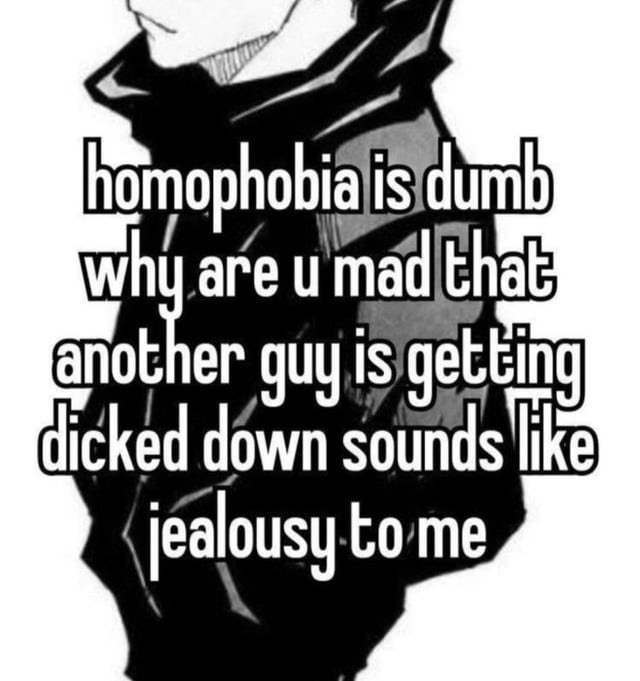 homophobia is dumb
why are u mad that
another guy is getting
dicked down sounds like
jealousy to me